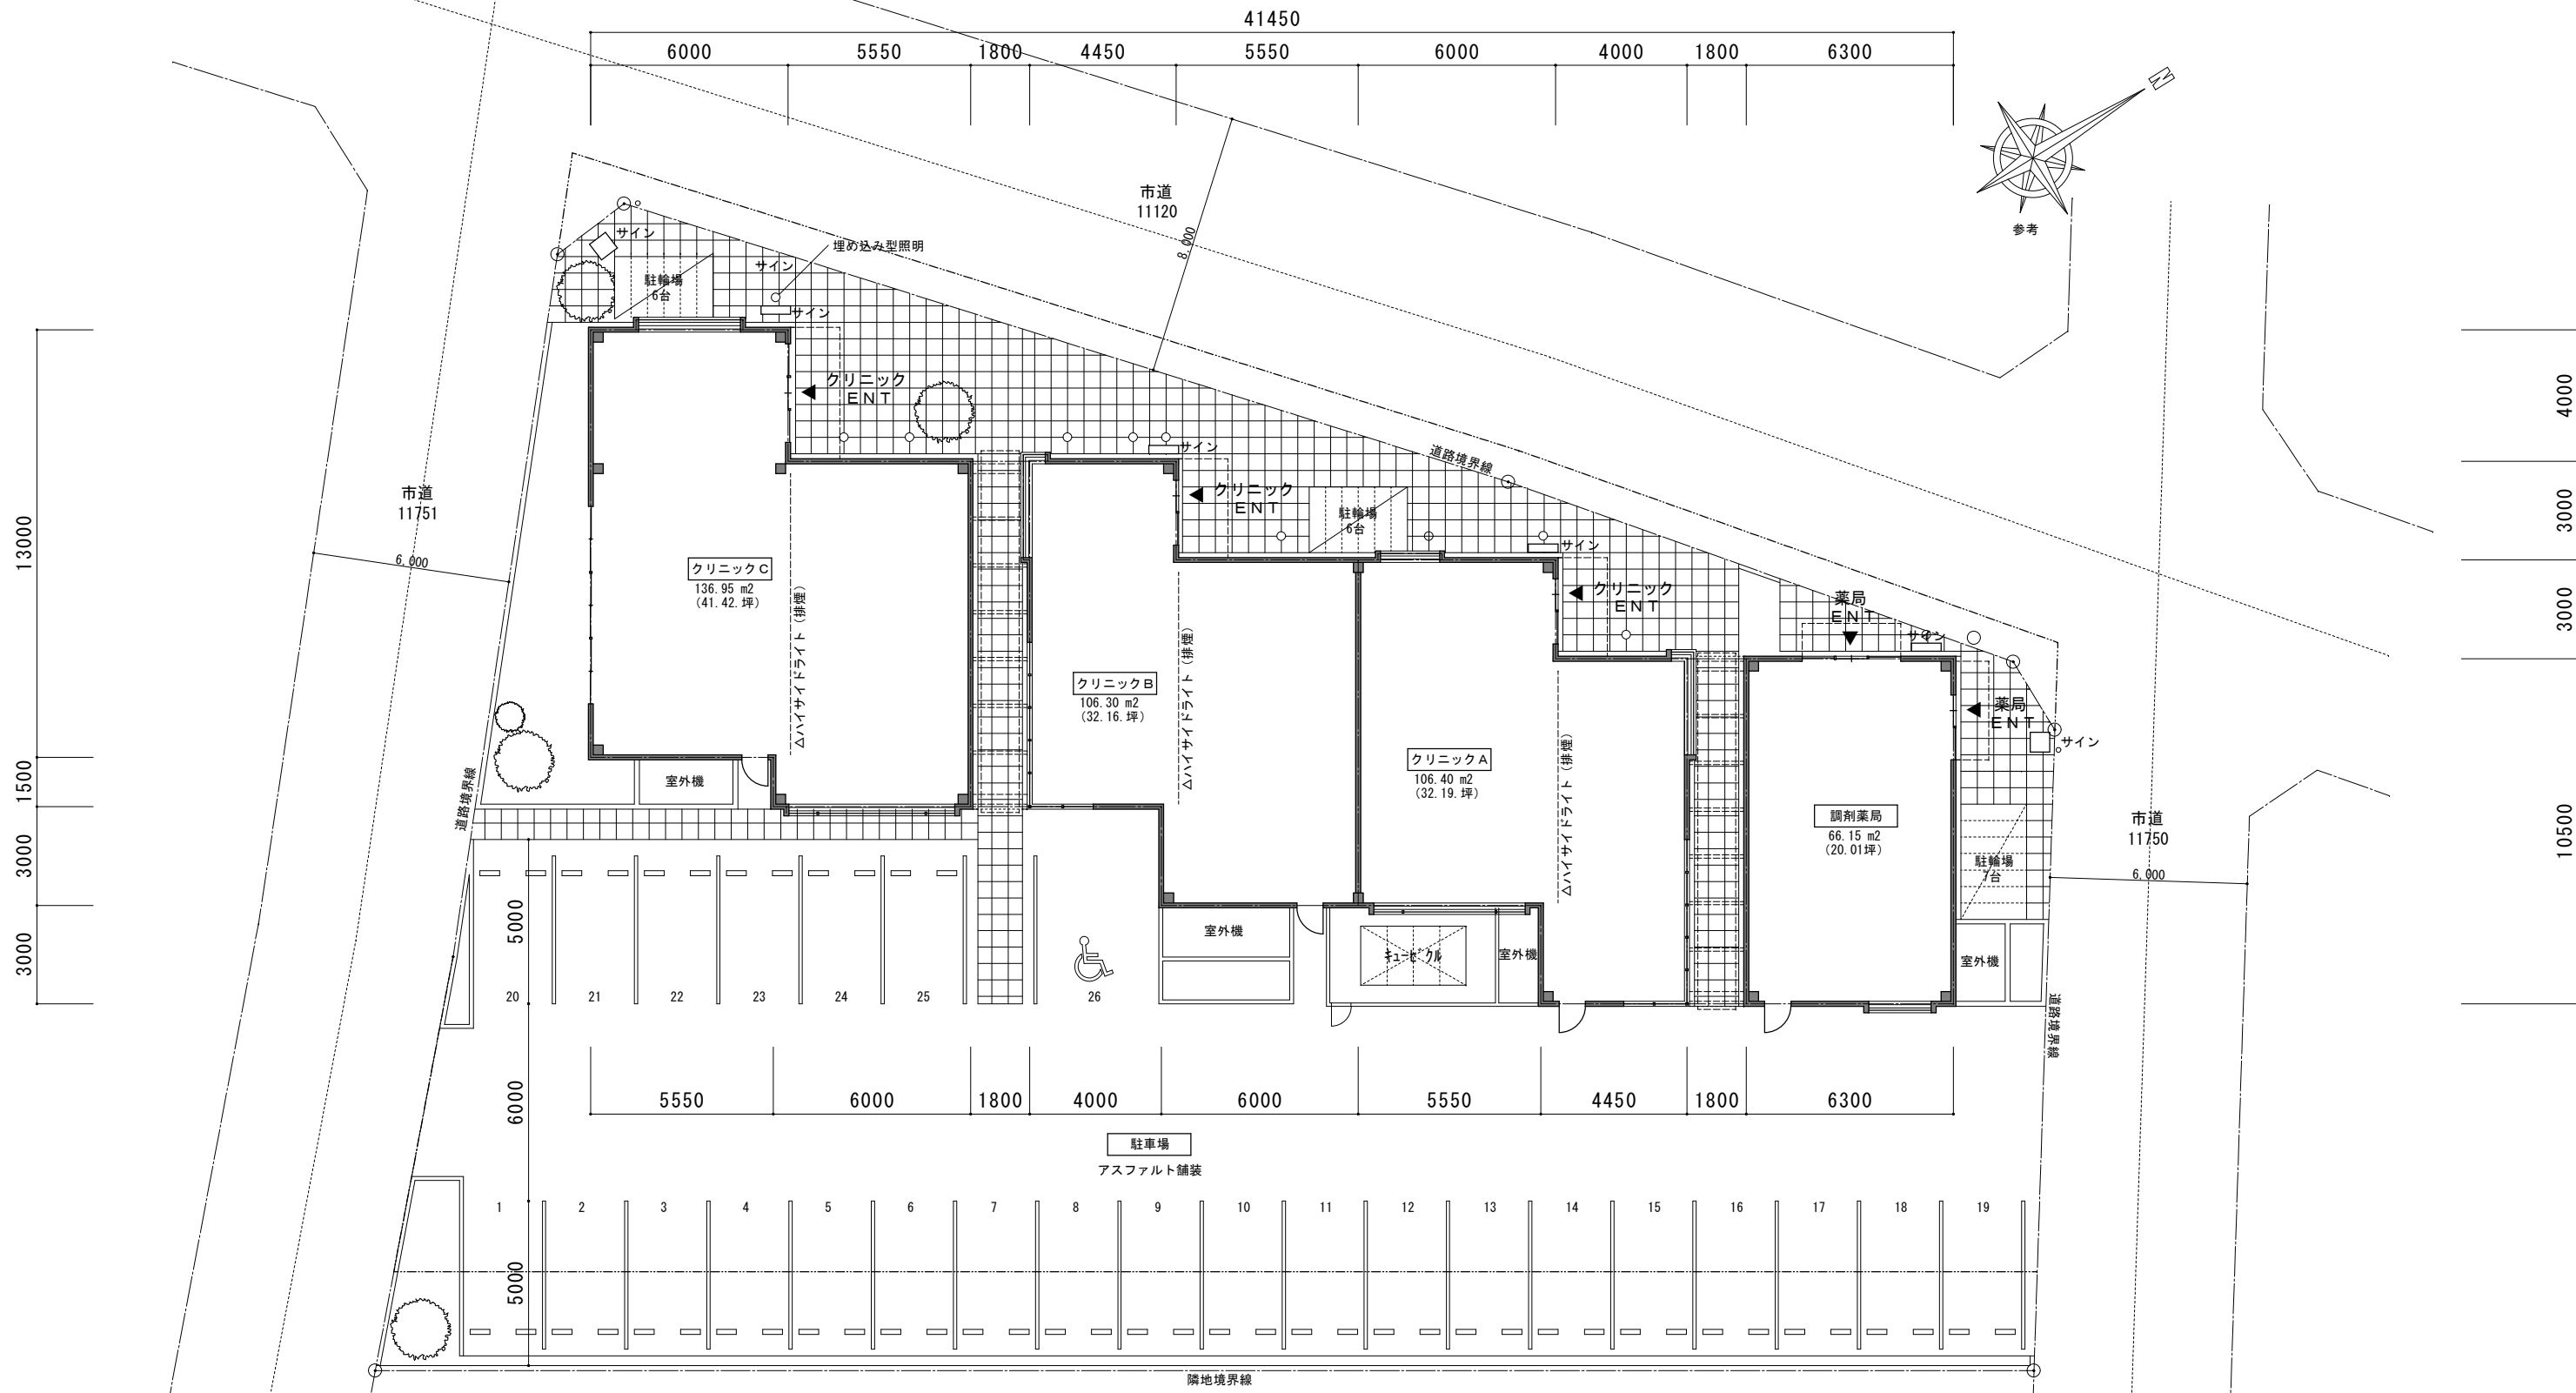 41450
6000 5550 1800 4450 5550 6000 4000 1800 6300
N
参考
市道
11120
8.000
サイン
埋め込み型照明
サイン
駐輪場
6台
サイン
クリニック
ENT
市道
11751
6.000
サイン
道路境界線
クリニック
ENT
駐輪場
6台
サイン
クリニック
ENT
薬局
ENT
サイン
薬局
ENT
サイン
13000
1500
3000
3000
4000
3000
3000
10500
クリニックC
136.95 m2
(41.42.坪)
△ハイサイドライト(排煙)
クリニックB
106.30 m2
(32.16.坪)
△ハイサイドライト(排煙)
クリニックA
106.40 m2
(32.19.坪)
△ハイサイドライト(排煙)
調剤薬局
66.15 m2
(20.01坪)
市道
11750
6.000
駐輪場
7台
道路境界線
室外機
室外機
キュービクル
室外機
室外機
道路境界線
5000
20 21 22 23 24 25 26
6000
5550 6000 1800 4000 6000 5550 4450 1800 6300
駐車場
アスファルト舗装
1 2 3 4 5 6 7 8 9 10 11 12 13 14 15 16 17 18 19
5000
隣地境界線